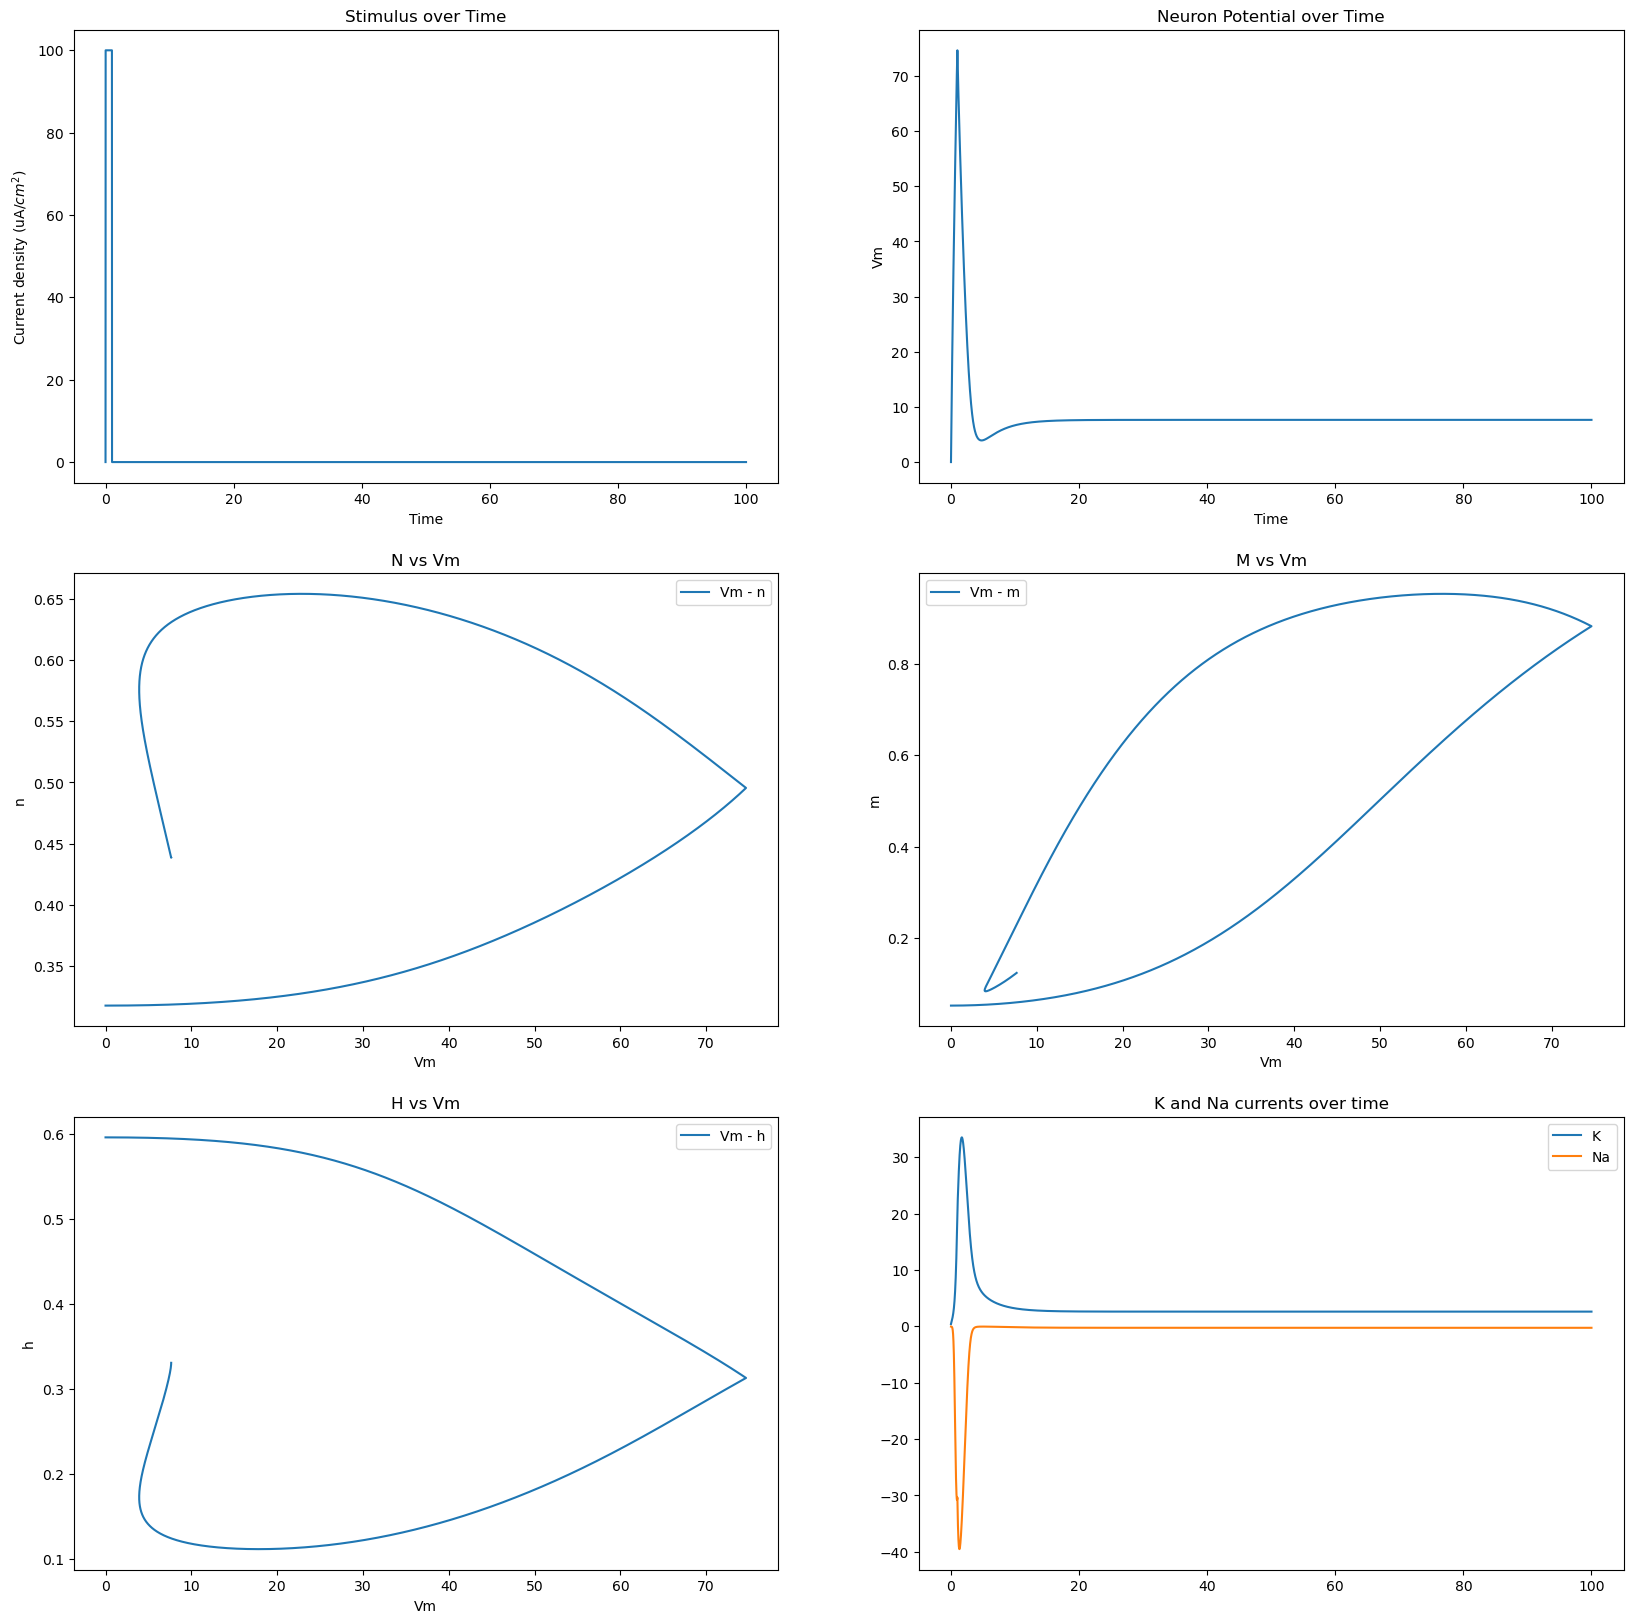 Stimulus over Time
100
80
60
40
20
0
Current density (uA/cm²)
0 20 40 60 80 100
Time
Neuron Potential over Time
70
60
50
40
30
20
10
0
Vm
0 20 40 60 80 100
Time
N vs Vm
Vm - n
0.65
0.60
0.55
0.50
0.45
0.40
0.35
n
0 10 20 30 40 50 60 70
Vm
M vs Vm
Vm - m
0.8
0.6
0.4
0.2
m
0 10 20 30 40 50 60 70
Vm
H vs Vm
Vm - h
0.6
0.5
0.4
0.3
0.2
0.1
h
0 10 20 30 40 50 60 70
Vm
K and Na currents over time
K
Na
30
20
10
0
−10
−20
−30
−40
0 20 40 60 80 100